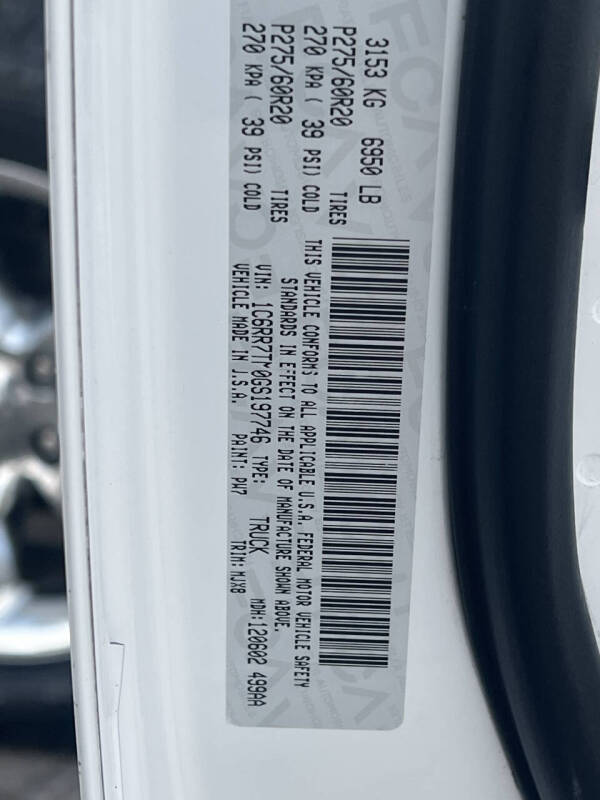 3153 KG 6950 LB
P275/60R20 TIRES
270 KPA ( 39 PSI) COLD
P275/60R20 TIRES
270 KPA ( 39 PSI) COLD
THIS VEHICLE CONFORMS TO ALL APPLICABLE U.S.A. FEDERAL MOTOR VEHICLE SAFETY
STANDARDS IN EFFECT ON THE DATE OF MANUFACTURE SHOWN ABOVE.
VIN: 1C6RR7TM0GS197746 TYPE: TRUCK MDH:120602 499AA
VEHICLE MADE IN U.S.A. PAINT: PW7 TRIM: MJX8